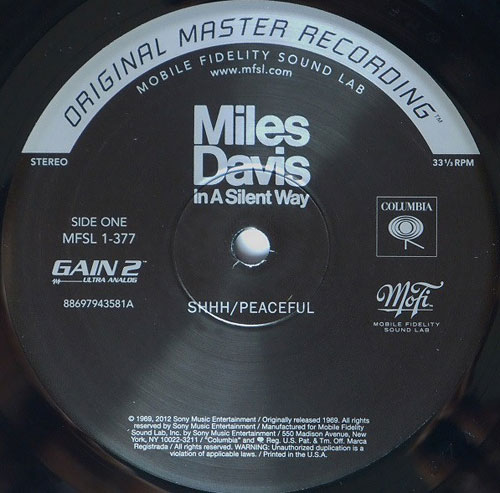 ORIGINAL MASTER RECORDING™
MOBILE FIDELITY SOUND LAB
www.mfsl.com
Miles
Davis
in A Silent Way
STEREO
33⅓ RPM
SIDE ONE
MFSL 1-377
COLUMBIA
GAIN 2™
ULTRA ANALOG
88697943581A
SHHH/PEACEFUL
MoFi™
MOBILE FIDELITY
SOUND LAB
© 1969, 2012 Sony Music Entertainment / Originally released 1969. All rights
reserved by Sony Music Entertainment / Manufactured for Mobile Fidelity
Sound Lab, Inc. by Sony Music Entertainment / 550 Madison Avenue, New
York, NY 10022-3211 / "Columbia" and Reg. U.S. Pat. & Tm. Off. Marca
Registrada / All rights reserved. WARNING: Unauthorized duplication is a
violation of applicable laws. / Printed in the U.S.A.